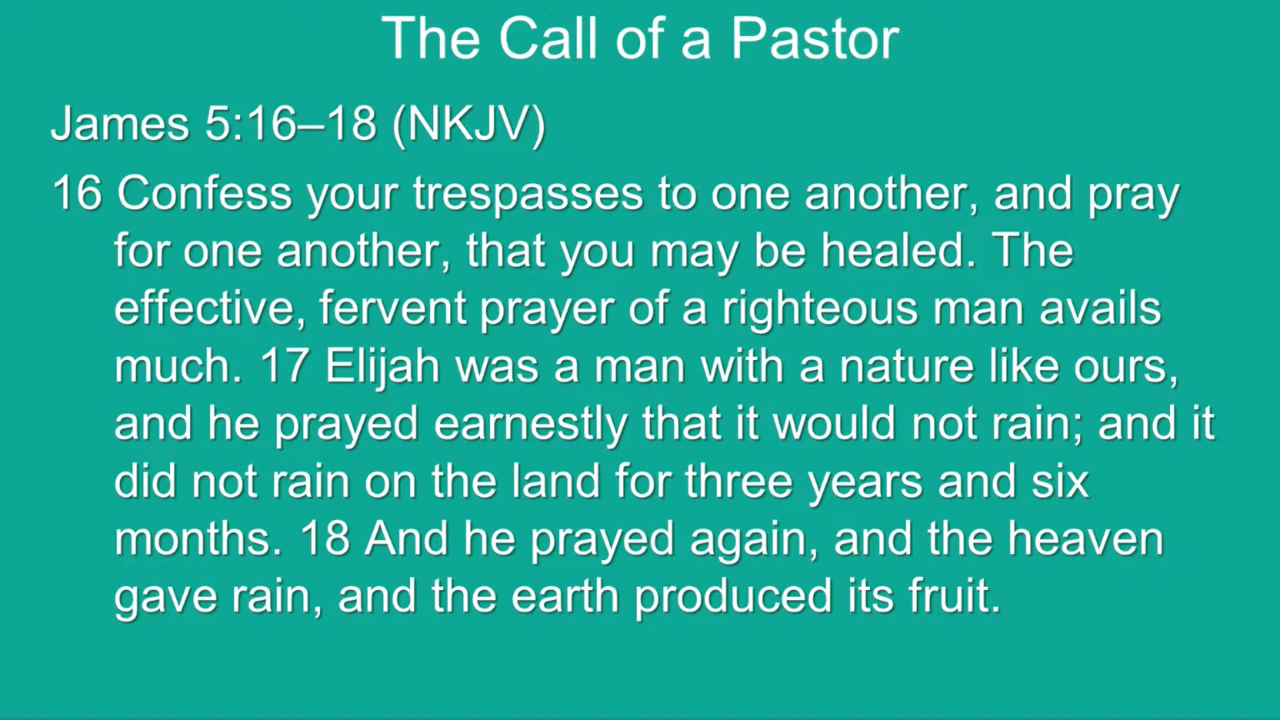 The Call of a Pastor
James 5:16–18 (NKJV)
16 Confess your trespasses to one another, and pray
for one another, that you may be healed. The
effective, fervent prayer of a righteous man avails
much. 17 Elijah was a man with a nature like ours,
and he prayed earnestly that it would not rain; and it
did not rain on the land for three years and six
months. 18 And he prayed again, and the heaven
gave rain, and the earth produced its fruit.